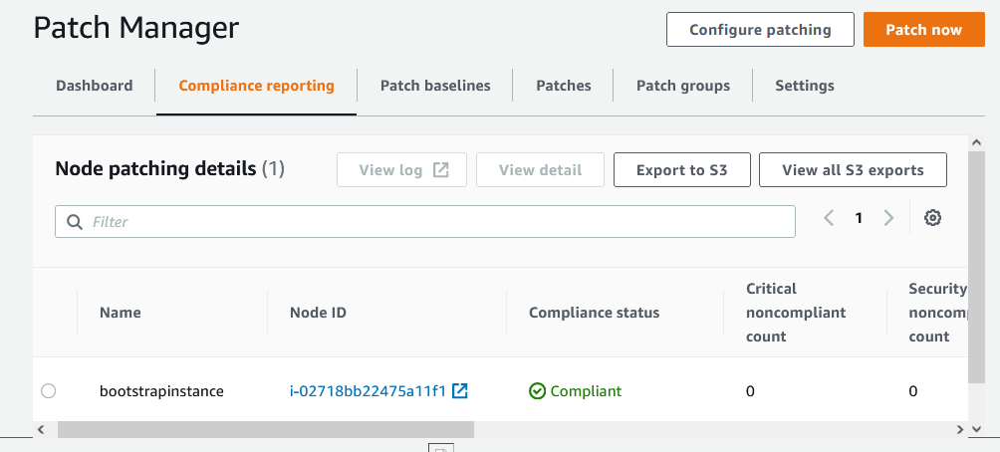 Patch Manager
Configure patching
Patch now
Dashboard
Compliance reporting
Patch baselines
Patches
Patch groups
Settings
Node patching details (1)
View log
View detail
Export to S3
View all S3 exports
Filter
1
Name
Node ID
Compliance status
Critical
noncompliant
count
Security
noncomp
count
bootstrapinstance
i-02718bb22475a11f1
Compliant
0
0